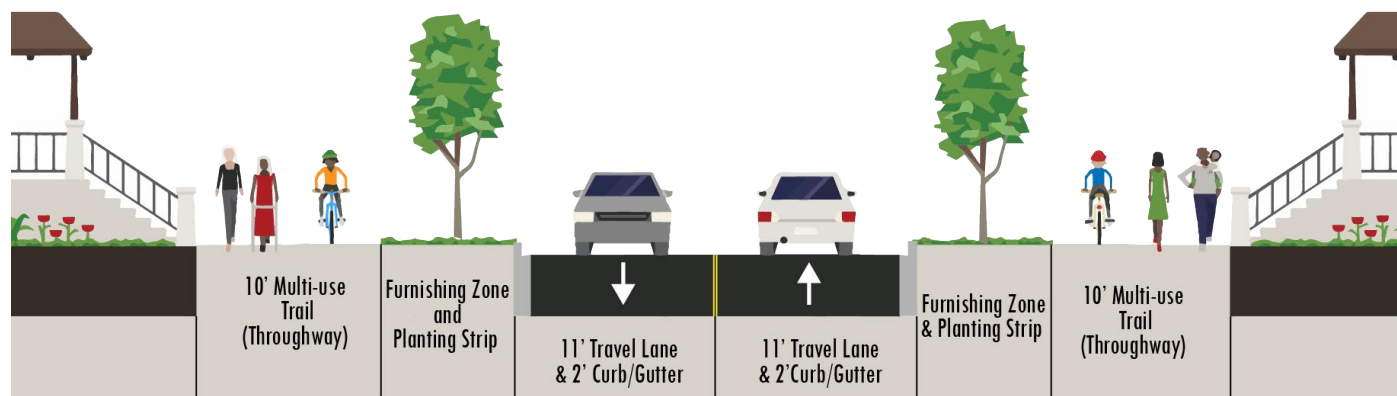 10' Multi-use
Trail
(Throughway)
Furnishing Zone
and
Planting Strip
11' Travel Lane
& 2' Curb/Gutter
11' Travel Lane
& 2'Curb/Gutter
Furnishing Zone
& Planting Strip
10' Multi-use
Trail
(Throughway)